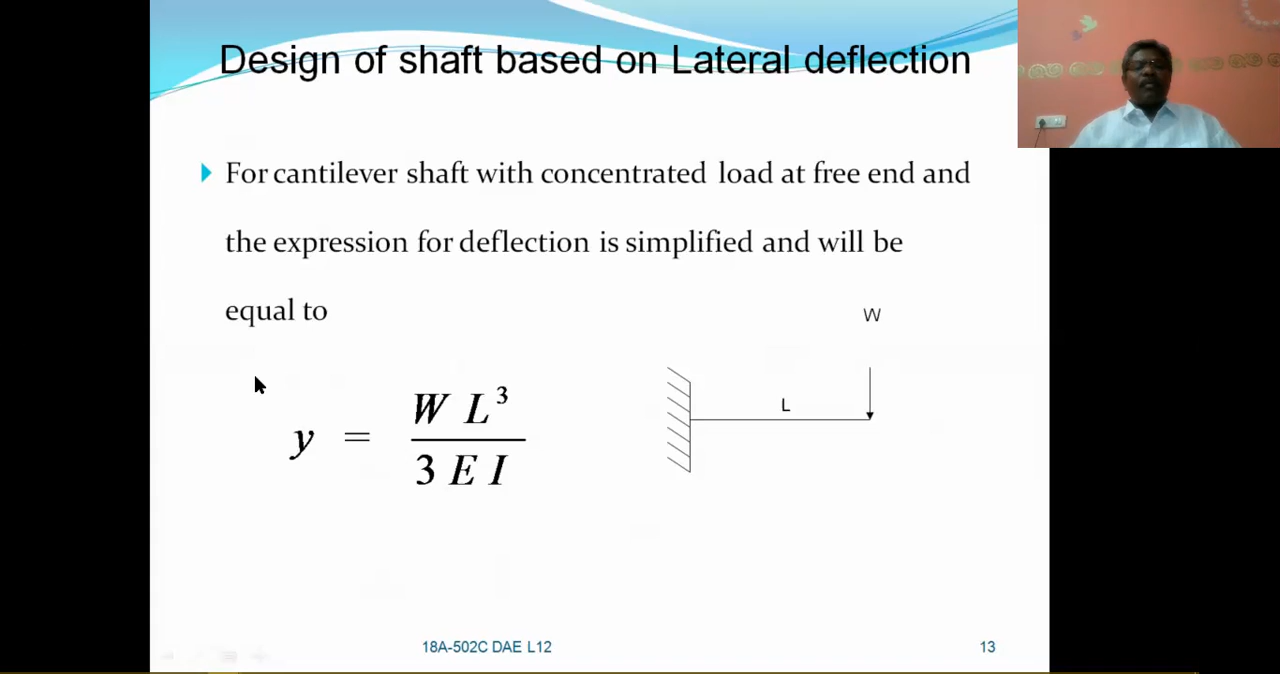 Design of shaft based on Lateral deflection
For cantilever shaft with concentrated load at free end and
the expression for deflection is simplified and will be
equal to
W
L
y = W L³ / 3 E I
18A-502C DAE L12
13